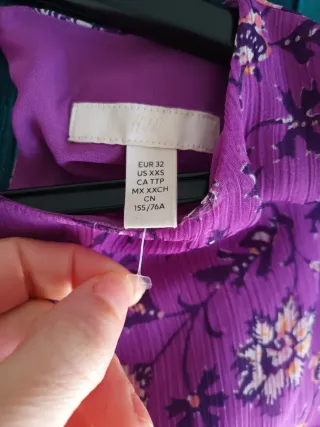 EUR 32
US XXS
CA TTP
MX XXCH
CN
155/76A